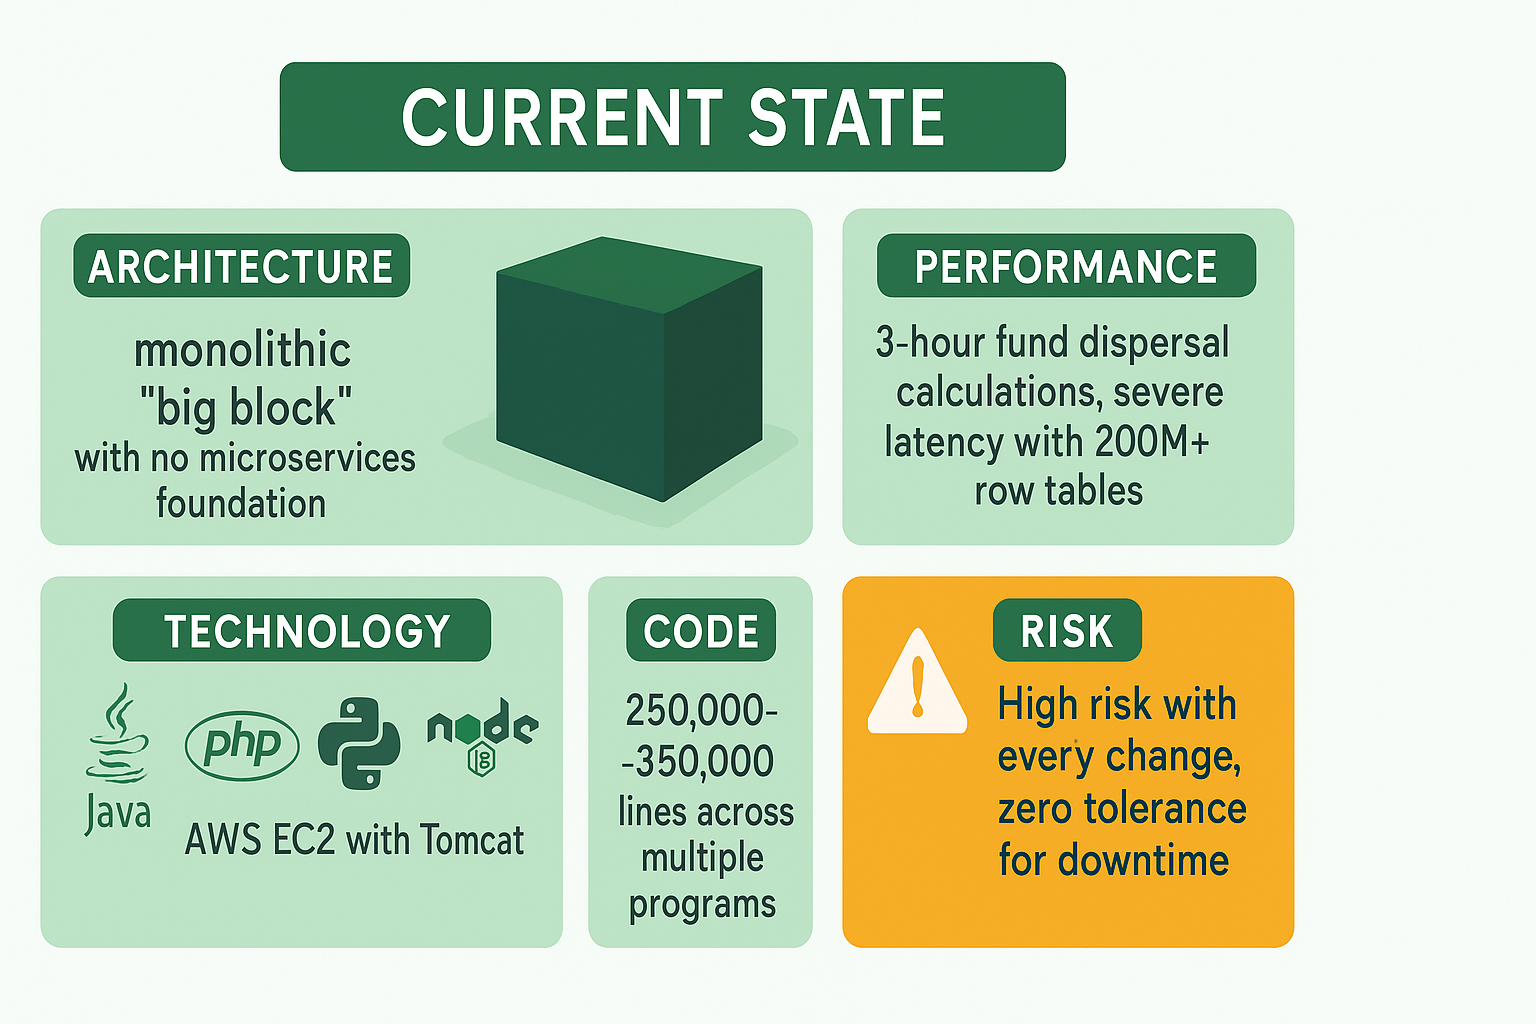 CURRENT STATE
ARCHITECTURE
monolithic
"big block"
with no microservices
foundation
PERFORMANCE
3-hour fund dispersal
calculations, severe
latency with 200M+
row tables
TECHNOLOGY
Java
php
node
JS
AWS EC2 with Tomcat
CODE
250,000-
-350,000
lines across
multiple
programs
RISK
High risk with
every change,
zero tolerance
for downtime